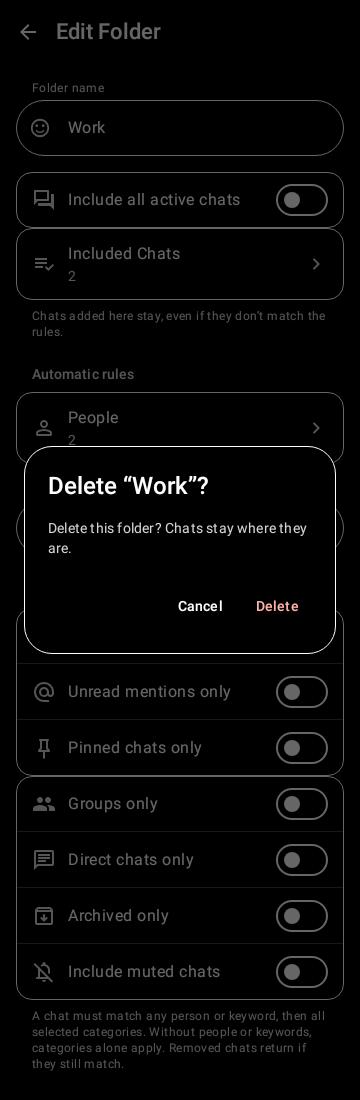 Edit Folder
Folder name
Work
Include all active chats
Included Chats
2
Chats added here stay, even if they don't match the
rules.
Automatic rules
People
2
Delete “Work”?
Delete this folder? Chats stay where they
are.
Cancel
Delete
Unread mentions only
Pinned chats only
Groups only
Direct chats only
Archived only
Include muted chats
A chat must match any person or keyword, then all
selected categories. Without people or keywords,
categories alone apply. Removed chats return if
they still match.